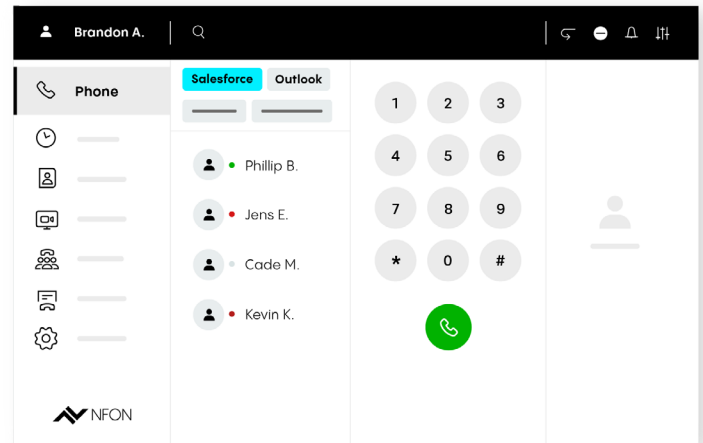 Brandon A.
Phone
Salesforce Outlook
Phillip B.
Jens E.
Cade M.
Kevin K.
1 2 3
4 5 6
7 8 9
* 0 #
NFON